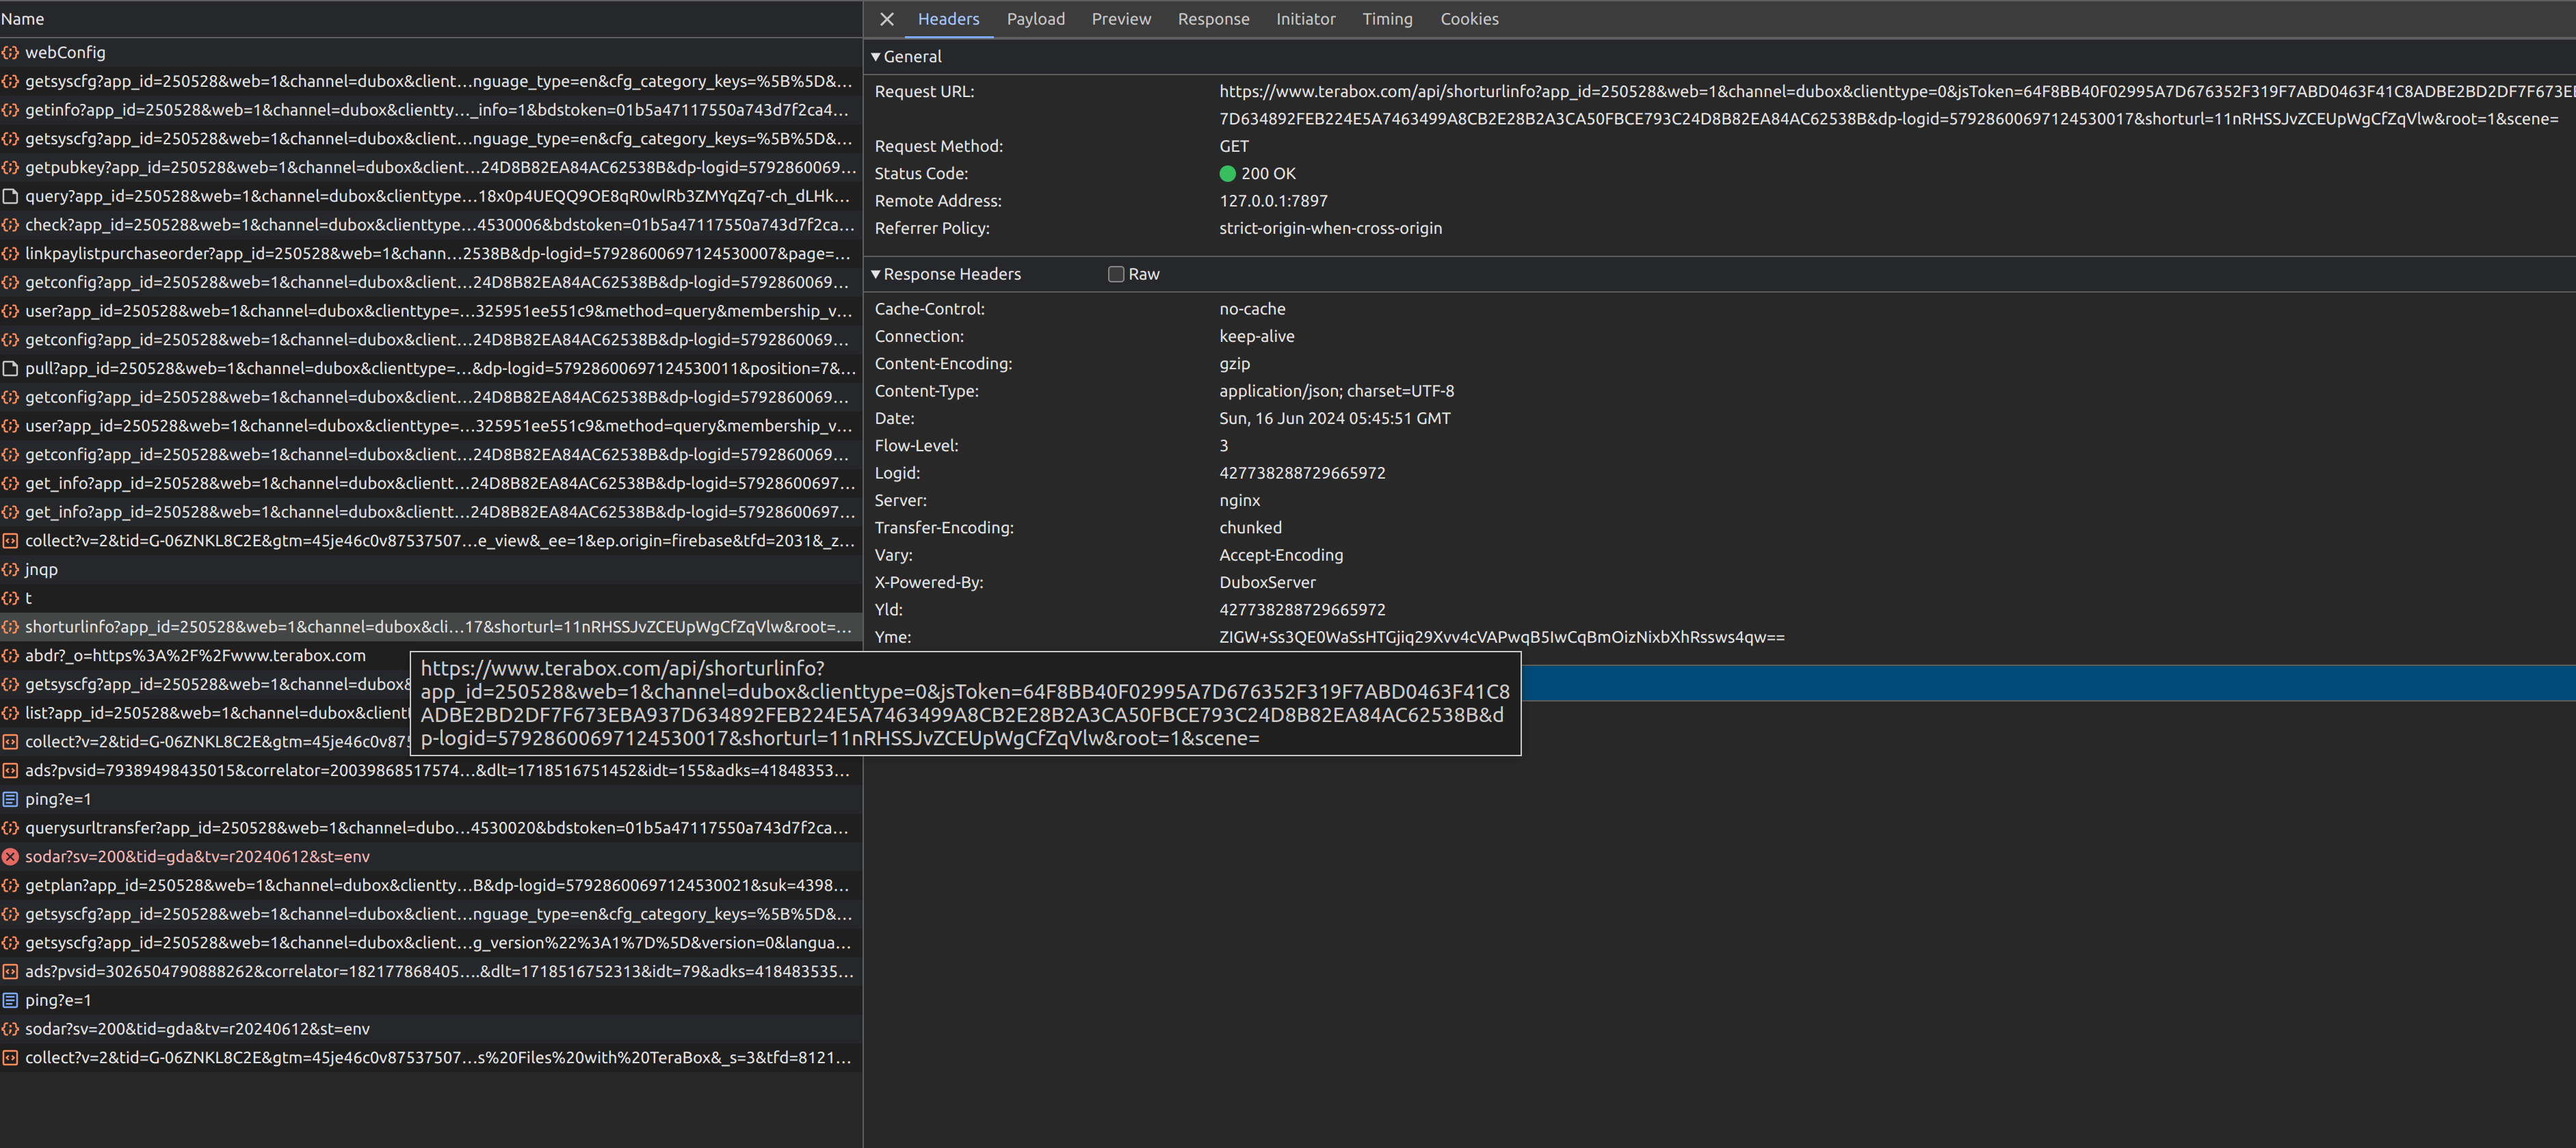 Name
webConfig
getsyscfg?app_id=250528&web=1&channel=dubox&client…nguage_type=en&cfg_category_keys=%5B%5D&…
getinfo?app_id=250528&web=1&channel=dubox&clientty…_info=1&bdstoken=01b5a47117550a743d7f2ca4…
getsyscfg?app_id=250528&web=1&channel=dubox&client…nguage_type=en&cfg_category_keys=%5B%5D&…
getpubkey?app_id=250528&web=1&channel=dubox&client…24D8B82EA84AC62538B&dp-logid=5792860069…
query?app_id=250528&web=1&channel=dubox&clienttype…18x0p4UEQQ9OE8qR0wlRb3ZMYqZq7-ch_dLHk…
check?app_id=250528&web=1&channel=dubox&clienttype…4530006&bdstoken=01b5a47117550a743d7f2ca…
linkpaylistpurchaseorder?app_id=250528&web=1&chann…2538B&dp-logid=57928600697124530007&page=…
getconfig?app_id=250528&web=1&channel=dubox&client…24D8B82EA84AC62538B&dp-logid=5792860069…
user?app_id=250528&web=1&channel=dubox&clienttype=…325951ee551c9&method=query&membership_v…
getconfig?app_id=250528&web=1&channel=dubox&client…24D8B82EA84AC62538B&dp-logid=5792860069…
pull?app_id=250528&web=1&channel=dubox&clienttype=…&dp-logid=57928600697124530011&position=7&…
getconfig?app_id=250528&web=1&channel=dubox&client…24D8B82EA84AC62538B&dp-logid=5792860069…
user?app_id=250528&web=1&channel=dubox&clienttype=…325951ee551c9&method=query&membership_v…
getconfig?app_id=250528&web=1&channel=dubox&client…24D8B82EA84AC62538B&dp-logid=5792860069…
get_info?app_id=250528&web=1&channel=dubox&clientt…24D8B82EA84AC62538B&dp-logid=57928600697…
get_info?app_id=250528&web=1&channel=dubox&clientt…24D8B82EA84AC62538B&dp-logid=57928600697…
collect?v=2&tid=G-06ZNKL8C2E&gtm=45je46c0v87537507…e_view&_ee=1&ep.origin=firebase&tfd=2031&_z…
jnqp
t
shorturlinfo?app_id=250528&web=1&channel=dubox&cli…17&shorturl=11nRHSSJvZCEUpWgCfZqVlw&root=…
abdr?_o=https%3A%2F%2Fwww.terabox.com
getsyscfg?app_id=250528&web=1&channel=dubox&
list?app_id=250528&web=1&channel=dubox&client
collect?v=2&tid=G-06ZNKL8C2E&gtm=45je46c0v87
ads?pvsid=79389498435015&correlator=20039868517574…&dlt=1718516751452&idt=155&adks=41848353…
ping?e=1
querysurltransfer?app_id=250528&web=1&channel=dubo…4530020&bdstoken=01b5a47117550a743d7f2ca…
sodar?sv=200&tid=gda&tv=r20240612&st=env
getplan?app_id=250528&web=1&channel=dubox&clientty…B&dp-logid=57928600697124530021&suk=4398…
getsyscfg?app_id=250528&web=1&channel=dubox&client…nguage_type=en&cfg_category_keys=%5B%5D&…
getsyscfg?app_id=250528&web=1&channel=dubox&client…g_version%22%3A1%7D%5D&version=0&langua…
ads?pvsid=3026504790888262&correlator=182177868405….&dlt=1718516752313&idt=79&adks=418483535…
ping?e=1
sodar?sv=200&tid=gda&tv=r20240612&st=env
collect?v=2&tid=G-06ZNKL8C2E&gtm=45je46c0v87537507…s%20Files%20with%20TeraBox&_s=3&tfd=8121…
Headers Payload Preview Response Initiator Timing Cookies
General
Request URL: https://www.terabox.com/api/shorturlinfo?app_id=250528&web=1&channel=dubox&clienttype=0&jsToken=64F8BB40F02995A7D676352F319F7ABD0463F41C8ADBE2BD2DF7F673E
7D634892FEB224E5A7463499A8CB2E28B2A3CA50FBCE793C24D8B82EA84AC62538B&dp-logid=57928600697124530017&shorturl=11nRHSSJvZCEUpWgCfZqVlw&root=1&scene=
Request Method: GET
Status Code: 200 OK
Remote Address: 127.0.0.1:7897
Referrer Policy: strict-origin-when-cross-origin
Response Headers Raw
Cache-Control: no-cache
Connection: keep-alive
Content-Encoding: gzip
Content-Type: application/json; charset=UTF-8
Date: Sun, 16 Jun 2024 05:45:51 GMT
Flow-Level: 3
Logid: 427738288729665972
Server: nginx
Transfer-Encoding: chunked
Vary: Accept-Encoding
X-Powered-By: DuboxServer
Yld: 427738288729665972
Yme: ZIGW+Ss3QE0WaSsHTGjiq29Xvv4cVAPwqB5IwCqBmOizNixbXhRssws4qw==
https://www.terabox.com/api/shorturlinfo?
app_id=250528&web=1&channel=dubox&clienttype=0&jsToken=64F8BB40F02995A7D676352F319F7ABD0463F41C8
ADBE2BD2DF7F673EBA937D634892FEB224E5A7463499A8CB2E28B2A3CA50FBCE793C24D8B82EA84AC62538B&d
p-logid=57928600697124530017&shorturl=11nRHSSJvZCEUpWgCfZqVlw&root=1&scene=